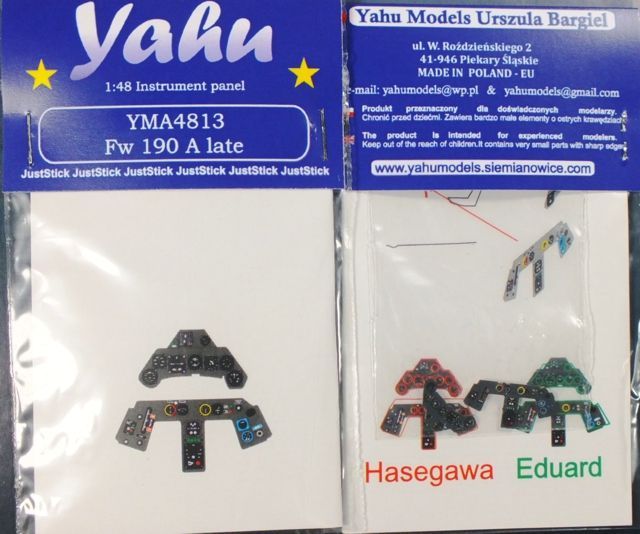 Yahu
1:48 Instrument panel
YMA4813
Fw 190 A late
JustStick JustStick JustStick JustStick JustStick JustStick
Yahu Models Urszula Bargiel
ul. W. Roździeńskiego 2
41-946 Piekary Śląskie
MADE IN POLAND - EU
e-mail: yahumodels@wp.pl & yahumodels@gmail.com
Produkt przeznaczony dla doświadczonych modelarzy.
Chronić przed dziećmi. Zawiera bardzo małe elementy o ostrych krawędziach
The product is intended for experienced modelers.
Keep out of the reach of children.It contains very small parts with sharp edge
www.yahumodels.siemianowice.com
Hasegawa Eduard